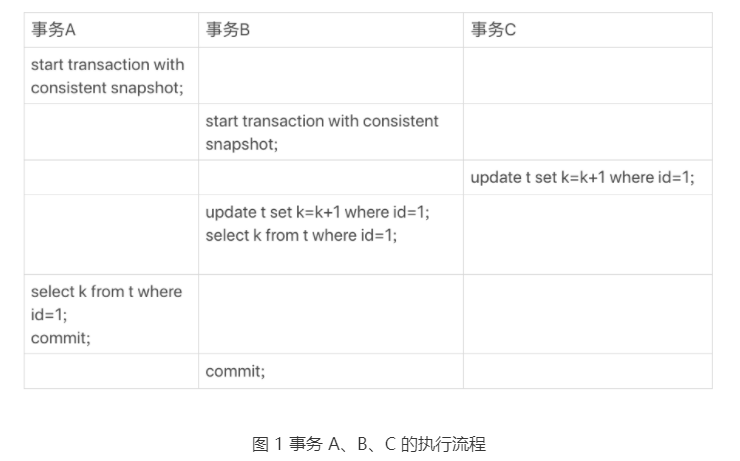 事务A 事务B 事务C
start transaction with
consistent snapshot;
start transaction with consistent
snapshot;
update t set k=k+1 where id=1;
update t set k=k+1 where id=1;
select k from t where id=1;
select k from t where
id=1;
commit;
commit;
图 1 事务 A、B、C 的执行流程